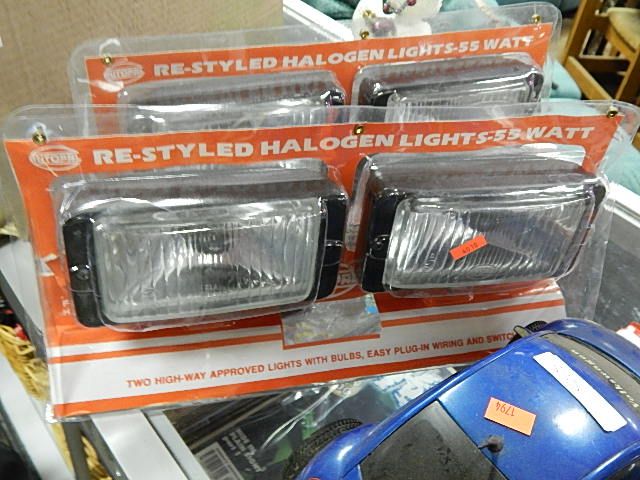 RE-STYLED HALOGEN LIGHTS-55 WATT
RE-STYLED HALOGEN LIGHTS-55 WATT
TWO HIGH-WAY APPROVED LIGHTS WITH BULBS, EASY PLUG-IN WIRING AND SWITCH
1794